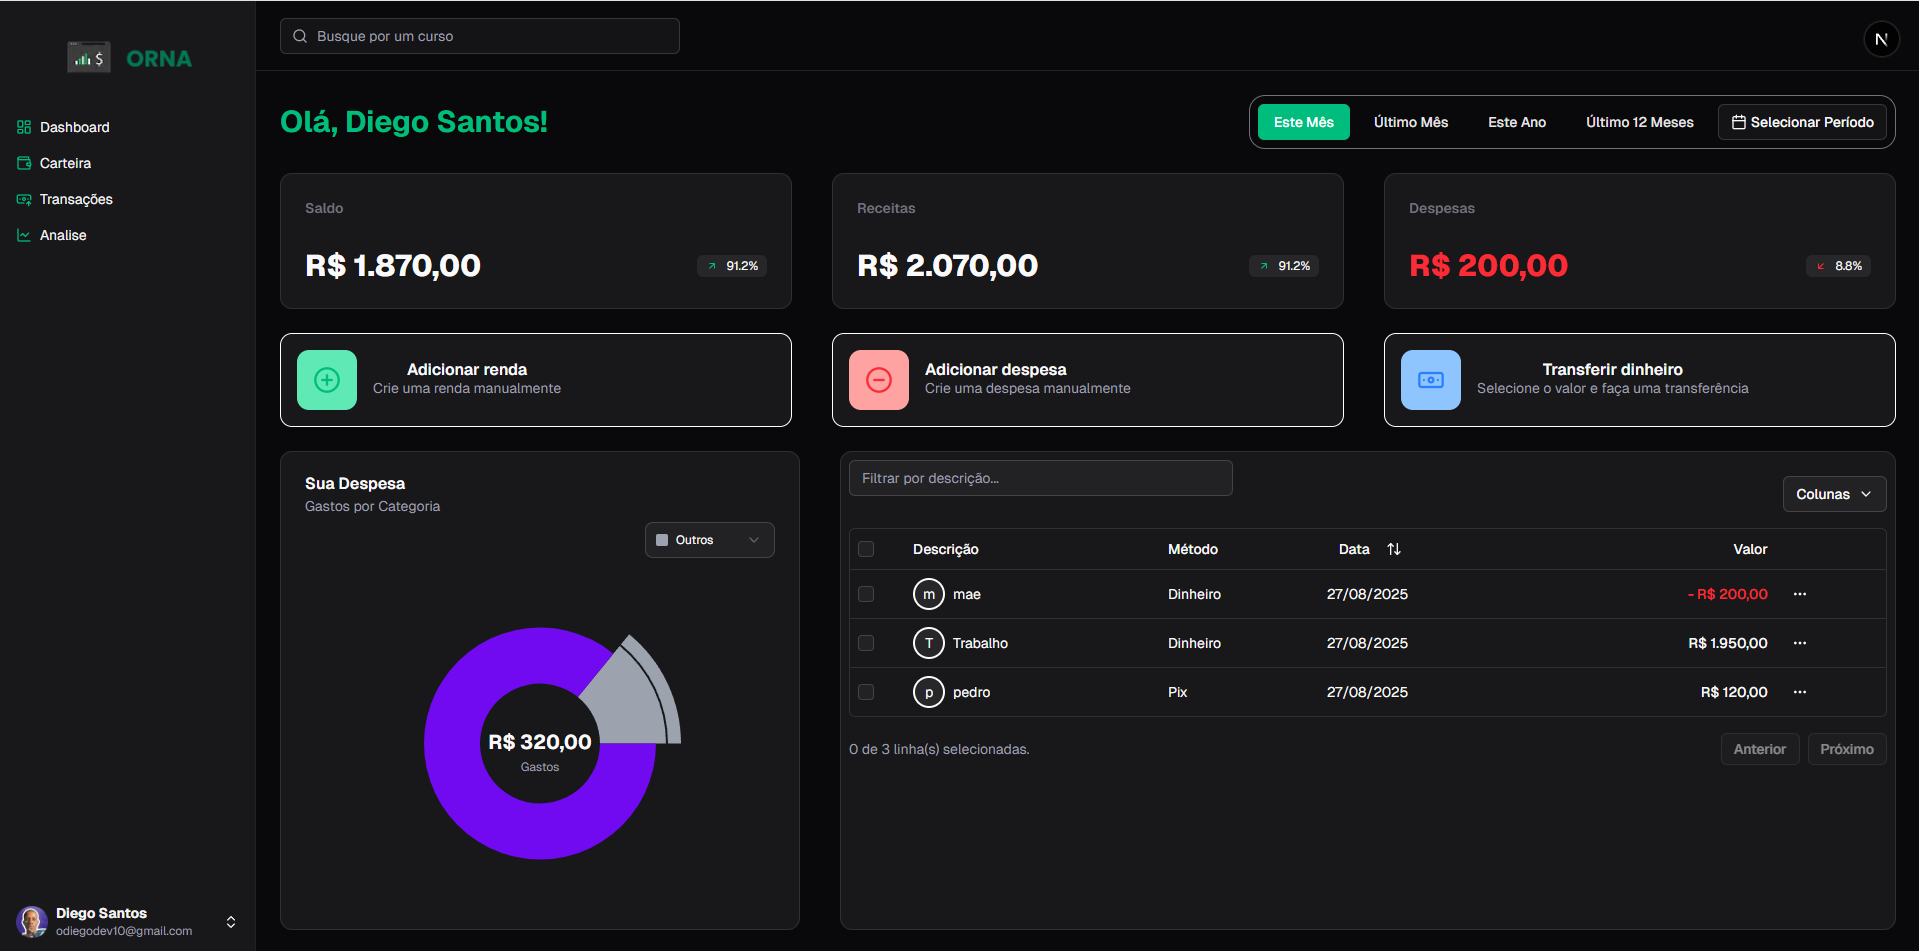 $ ORNA
Busque por um curso
N
Dashboard
Carteira
Transações
Analise
Olá, Diego Santos!
Este Mês Último Mês Este Ano Último 12 Meses Selecionar Período
Saldo
R$ 1.870,00 91.2%
Receitas
R$ 2.070,00 91.2%
Despesas
R$ 200,00 8.8%
Adicionar renda
Crie uma renda manualmente
Adicionar despesa
Crie uma despesa manualmente
Transferir dinheiro
Selecione o valor e faça uma transferência
Sua Despesa
Gastos por Categoria
Outros
R$ 320,00
Gastos
Filtrar por descrição...
Colunas
Descrição Método Data Valor
m mae Dinheiro 27/08/2025 - R$ 200,00 ...
T Trabalho Dinheiro 27/08/2025 R$ 1.950,00 ...
p pedro Pix 27/08/2025 R$ 120,00 ...
0 de 3 linha(s) selecionadas.
Anterior Próximo
Diego Santos
odiegodev10@gmail.com